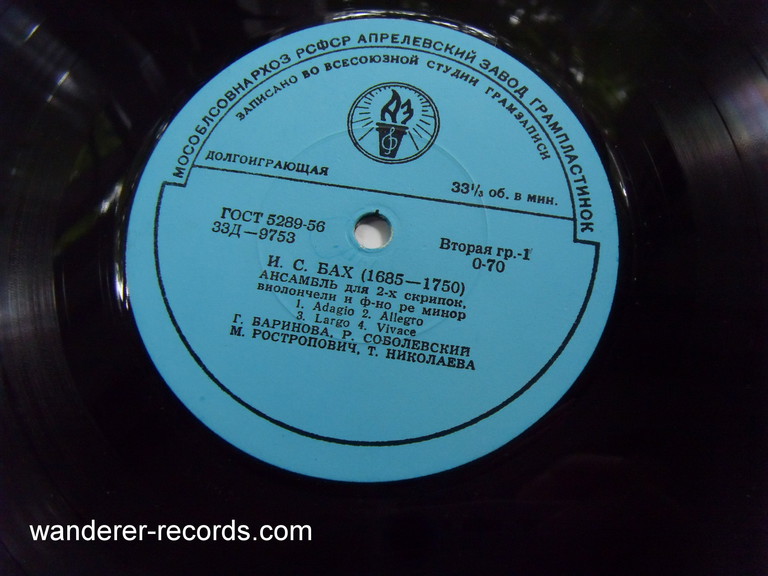 МОСОБЛСОВНАРХОЗ РСФСР АПРЕЛЕВСКИЙ ЗАВОД ГРАМПЛАСТИНОК
ЗАПИСАНО ВО ВСЕСОЮЗНОЙ СТУДИИ ГРАМЗАПИСИ
АЗ
ДОЛГОИГРАЮЩАЯ
33⅓ об. в мин.
ГОСТ 5289-56
33Д—9753
Вторая гр.-1
0-70
И. С. БАХ (1685—1750)
АНСАМБЛЬ для 2-х скрипок,
виолончели и ф-но ре минор
1. Adagio 2. Allegro
3. Largo 4. Vivace
Г. БАРИНОВА, Р. СОБОЛЕВСКИЙ
М. РОСТРОПОВИЧ, Т. НИКОЛАЕВА
wanderer-records.com